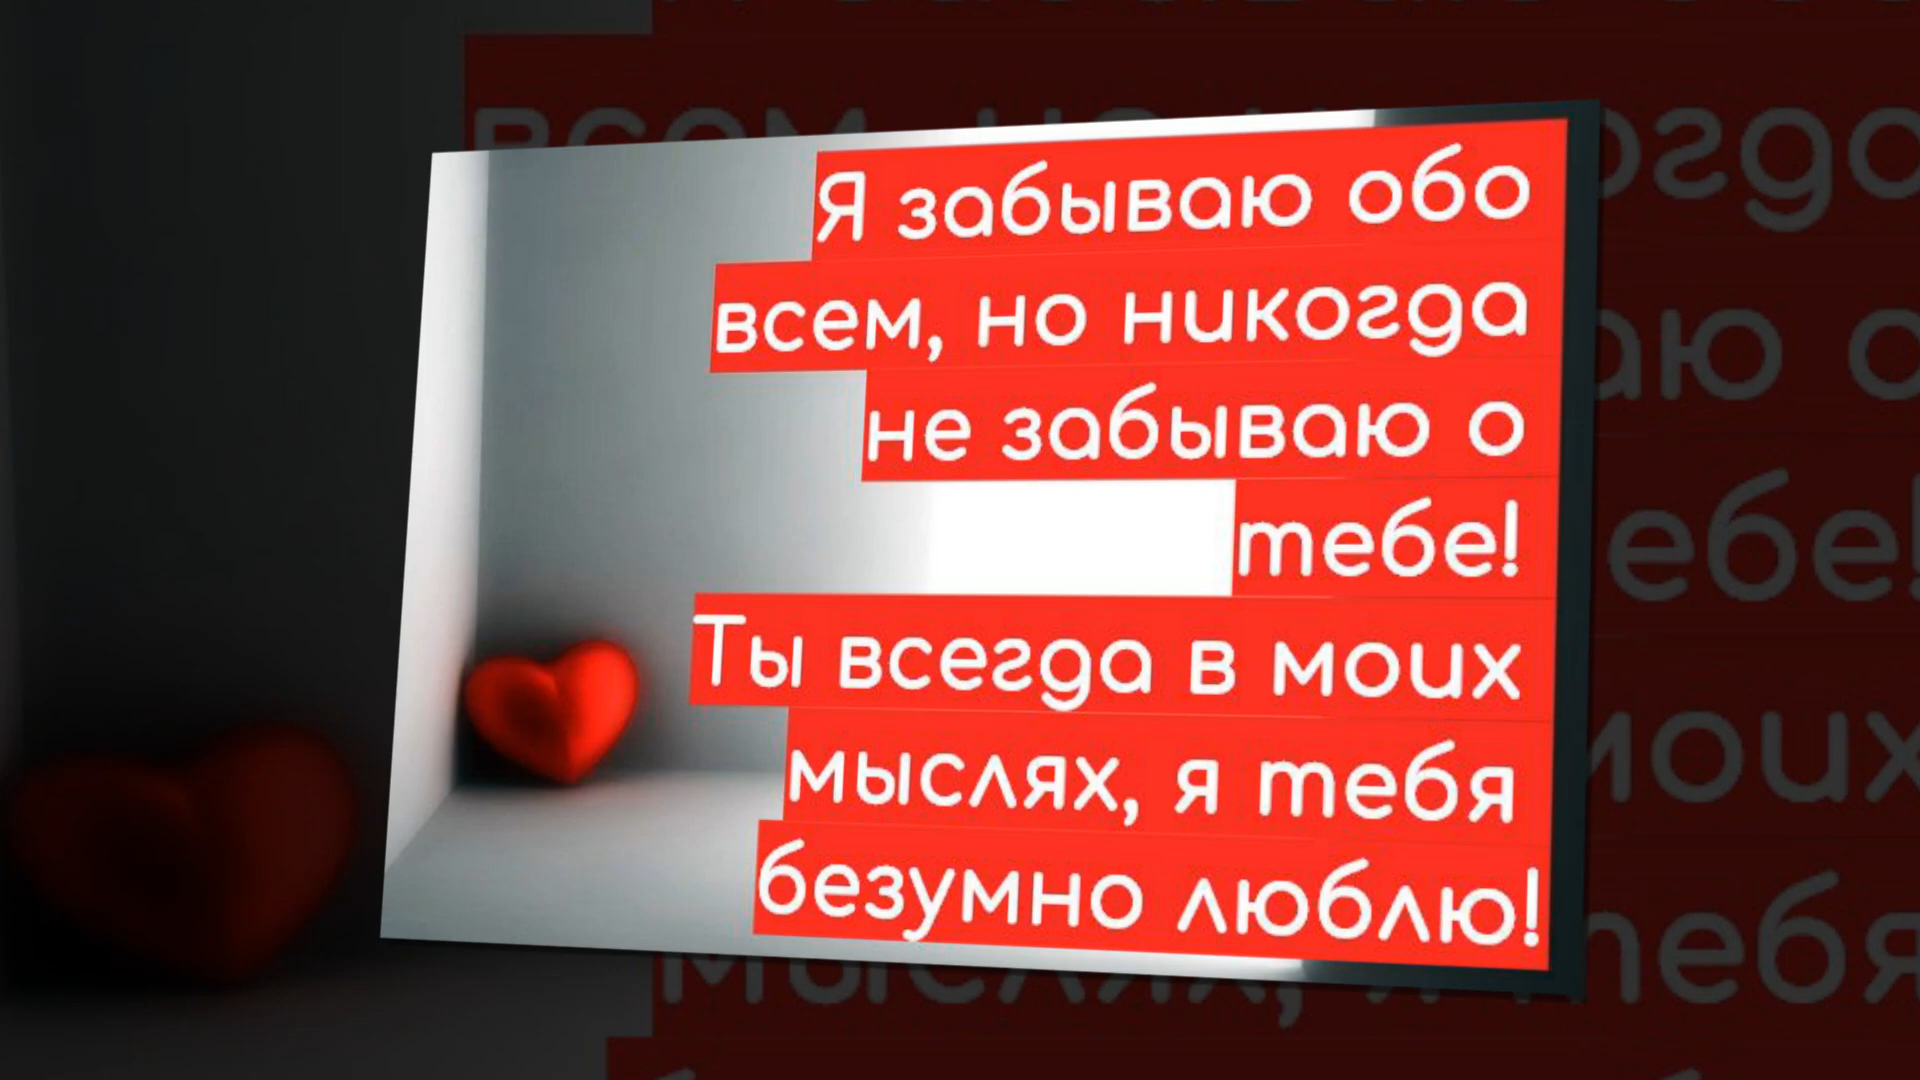 Я забываю обо
всем, но никогда
не забываю о
тебе!
Ты всегда в моих
мыслях, я тебя
безумно люблю!